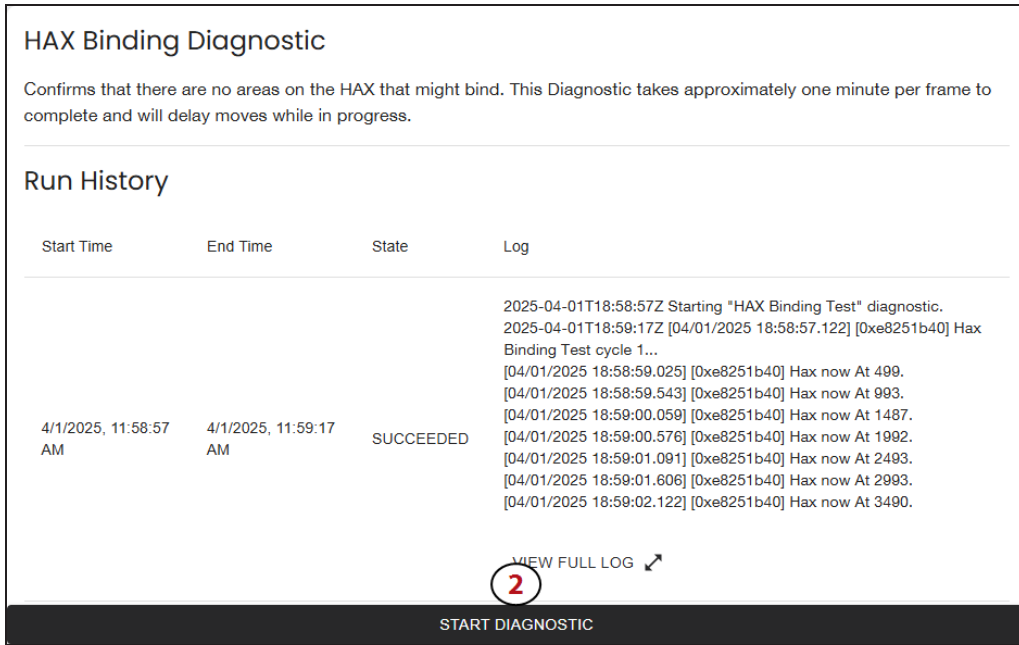 HAX Binding Diagnostic
Confirms that there are no areas on the HAX that might bind. This Diagnostic takes approximately one minute per frame to
complete and will delay moves while in progress.
Run History
Start Time End Time State Log
2025-04-01T18:58:57Z Starting "HAX Binding Test" diagnostic.
2025-04-01T18:59:17Z [04/01/2025 18:58:57.122] [0xe8251b40] Hax
Binding Test cycle 1...
[04/01/2025 18:58:59.025] [0xe8251b40] Hax now At 499.
[04/01/2025 18:58:59.543] [0xe8251b40] Hax now At 993.
[04/01/2025 18:59:00.059] [0xe8251b40] Hax now At 1487.
[04/01/2025 18:59:00.576] [0xe8251b40] Hax now At 1992.
[04/01/2025 18:59:01.091] [0xe8251b40] Hax now At 2493.
[04/01/2025 18:59:01.606] [0xe8251b40] Hax now At 2993.
[04/01/2025 18:59:02.122] [0xe8251b40] Hax now At 3490.
4/1/2025, 11:58:57
AM
4/1/2025, 11:59:17
AM
SUCCEEDED
VIEW FULL LOG
2
START DIAGNOSTIC